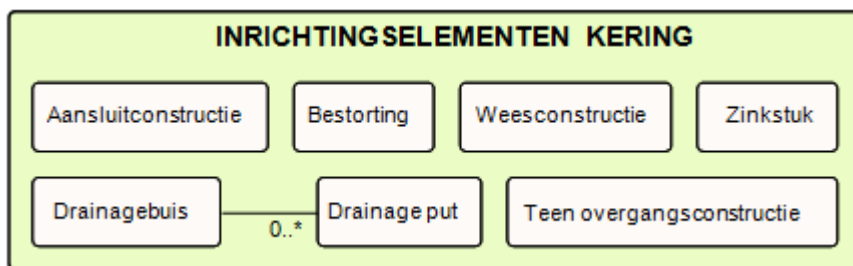 INRICHTINGSELEMENTEN KERING
Aansluitconstructie Bestorting Weesconstructie Zinkstuk
Drainagebuis 0..* Drainage put Teen overgangsconstructie